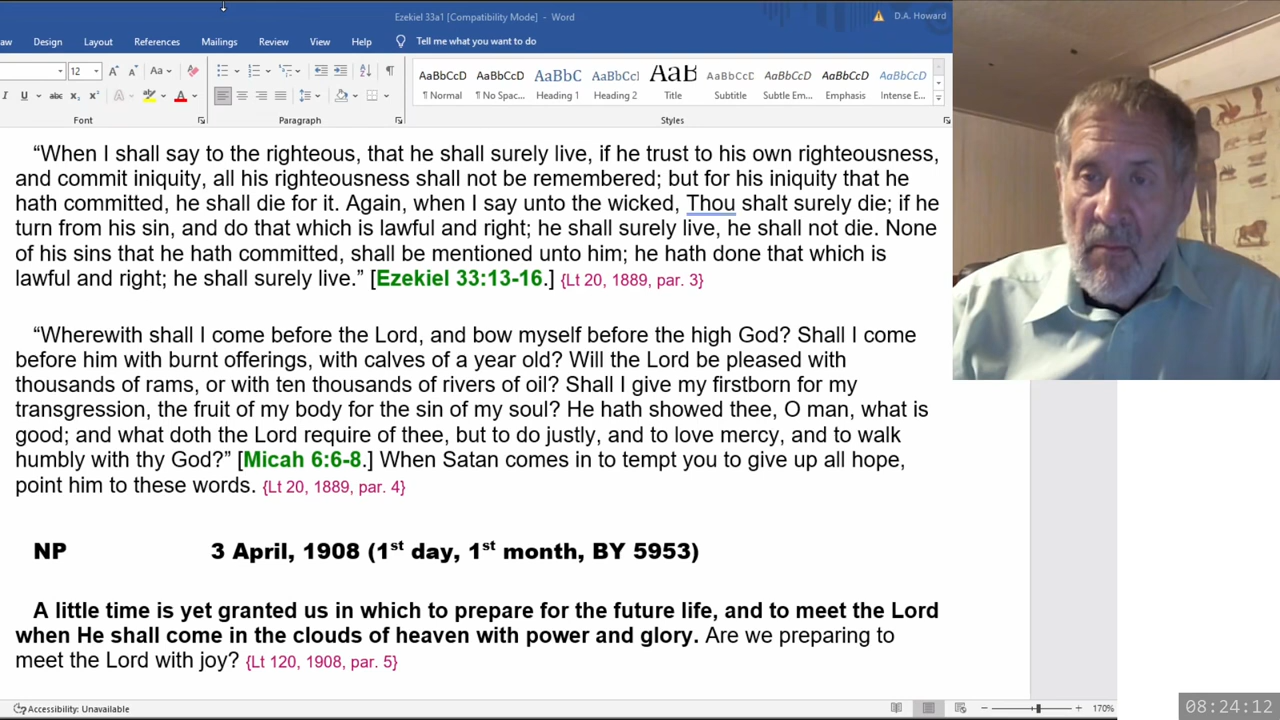 Ezekiel 33a1 [Compatibility Mode] - Word
D.A. Howard
aw Design Layout References Mailings Review View Help Tell me what you want to do
12 Aa
AaBbCcD AaBbCcD AaBbC AaBbCcD AaB AaBbCcD AaBbCcD AaBbCcD AaBbCcD
I U abc x₂ x² A ab A
¶ Normal ¶ No Spac... Heading 1 Heading 2 Title Subtitle Subtle Em... Emphasis Intense E...
Font Paragraph Styles
“When I shall say to the righteous, that he shall surely live, if he trust to his own righteousness,
and commit iniquity, all his righteousness shall not be remembered; but for his iniquity that he
hath committed, he shall die for it. Again, when I say unto the wicked, Thou shalt surely die; if he
turn from his sin, and do that which is lawful and right; he shall surely live, he shall not die. None
of his sins that he hath committed, shall be mentioned unto him; he hath done that which is
lawful and right; he shall surely live.” [Ezekiel 33:13-16.] {Lt 20, 1889, par. 3}
“Wherewith shall I come before the Lord, and bow myself before the high God? Shall I come
before him with burnt offerings, with calves of a year old? Will the Lord be pleased with
thousands of rams, or with ten thousands of rivers of oil? Shall I give my firstborn for my
transgression, the fruit of my body for the sin of my soul? He hath showed thee, O man, what is
good; and what doth the Lord require of thee, but to do justly, and to love mercy, and to walk
humbly with thy God?” [Micah 6:6-8.] When Satan comes in to tempt you to give up all hope,
point him to these words. {Lt 20, 1889, par. 4}
NP 3 April, 1908 (1st day, 1st month, BY 5953)
A little time is yet granted us in which to prepare for the future life, and to meet the Lord
when He shall come in the clouds of heaven with power and glory. Are we preparing to
meet the Lord with joy? {Lt 120, 1908, par. 5}
Accessibility: Unavailable
170%
08:24:12